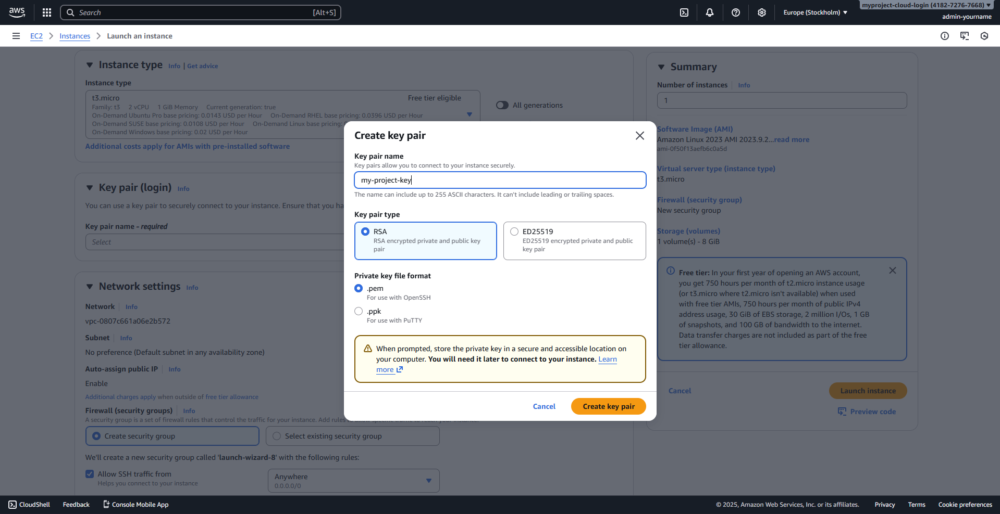 aws
Search
[Alt+S]
Europe (Stockholm)
myproject-cloud-login (4182-7276-7668)
admin-yourname
EC2
Instances
Launch an instance
Instance type
Info
Get advice
Instance type
t3.micro
Free tier eligible
Family: t3 2 vCPU 1 GiB Memory Current generation: true
On-Demand Ubuntu Pro base pricing: 0.0143 USD per Hour On-Demand RHEL base pricing: 0.0396 USD per Hour
On-Demand SUSE base pricing: 0.0108 USD per Hour On-Demand Linux base pricing:
On-Demand Windows base pricing: 0.02 USD per Hour
All generations
Additional costs apply for AMIs with pre-installed software
Key pair (login)
Info
You can use a key pair to securely connect to your instance. Ensure that you ha
Key pair name - required
Select
Network settings
Info
Network
Info
vpc-0807c661a06e2b572
Subnet
Info
No preference (Default subnet in any availability zone)
Auto-assign public IP
Info
Enable
Additional charges apply when outside of free tier allowance
Firewall (security groups)
Info
A security group is a set of firewall rules that control the traffic for your instance. Add rules to allow specific traffic to reach your instance.
Create security group
Select existing security group
We'll create a new security group called 'launch-wizard-8' with the following rules:
Allow SSH traffic from
Helps you connect to your instance
Anywhere
0.0.0.0/0
Create key pair
Key pair name
Key pairs allow you to connect to your instance securely.
my-project-key
The name can include up to 255 ASCII characters. It can't include leading or trailing spaces.
Key pair type
RSA
RSA encrypted private and public key
pair
ED25519
ED25519 encrypted private and public
key pair
Private key file format
.pem
For use with OpenSSH
.ppk
For use with PuTTY
When prompted, store the private key in a secure and accessible location on
your computer. You will need it later to connect to your instance. Learn
more
Cancel
Create key pair
Summary
Number of instances
Info
1
Software Image (AMI)
Amazon Linux 2023 AMI 2023.9.2...read more
ami-0f50f13aefb6c0a5d
Virtual server type (instance type)
t3.micro
Firewall (security group)
New security group
Storage (volumes)
1 volume(s) - 8 GiB
Free tier: In your first year of opening an AWS account,
you get 750 hours per month of t2.micro instance usage
(or t3.micro where t2.micro isn't available) when used
with free tier AMIs, 750 hours per month of public IPv4
address usage, 30 GiB of EBS storage, 2 million I/Os, 1 GB
of snapshots, and 100 GB of bandwidth to the internet.
Data transfer charges are not included as part of the free
tier allowance.
Cancel
Launch instance
Preview code
CloudShell
Feedback
Console Mobile App
© 2025, Amazon Web Services, Inc. or its affiliates.
Privacy
Terms
Cookie preferences